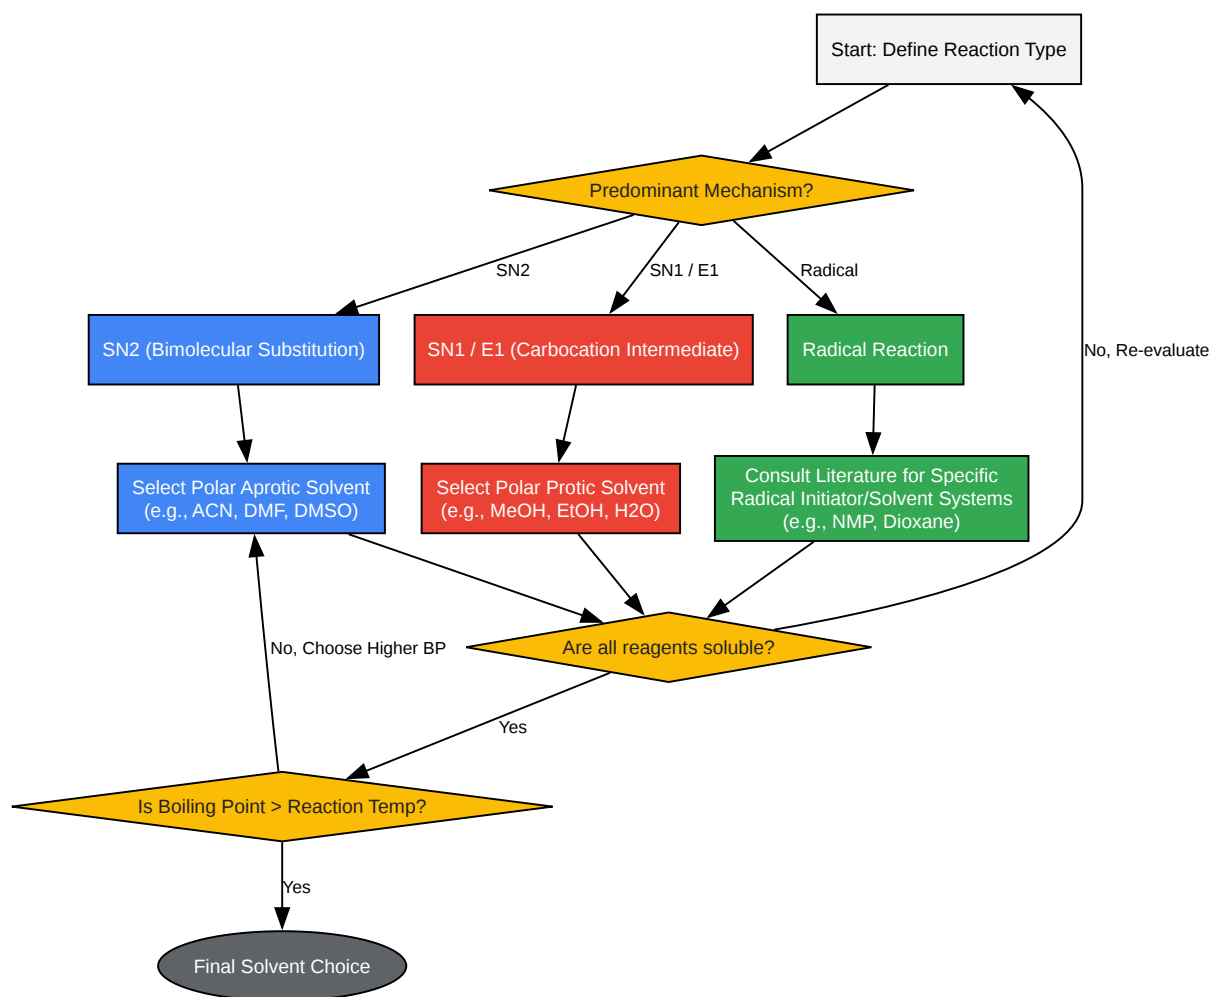 Start: Define Reaction Type
Predominant Mechanism?
SN2
SN1 / E1
Radical
SN2 (Bimolecular Substitution)
SN1 / E1 (Carbocation Intermediate)
Radical Reaction
No, Re-evaluate
Select Polar Aprotic Solvent
(e.g., ACN, DMF, DMSO)
Select Polar Protic Solvent
(e.g., MeOH, EtOH, H2O)
Consult Literature for Specific
Radical Initiator/Solvent Systems
(e.g., NMP, Dioxane)
Are all reagents soluble?
No, Choose Higher BP
Yes
Is Boiling Point > Reaction Temp?
Yes
Final Solvent Choice